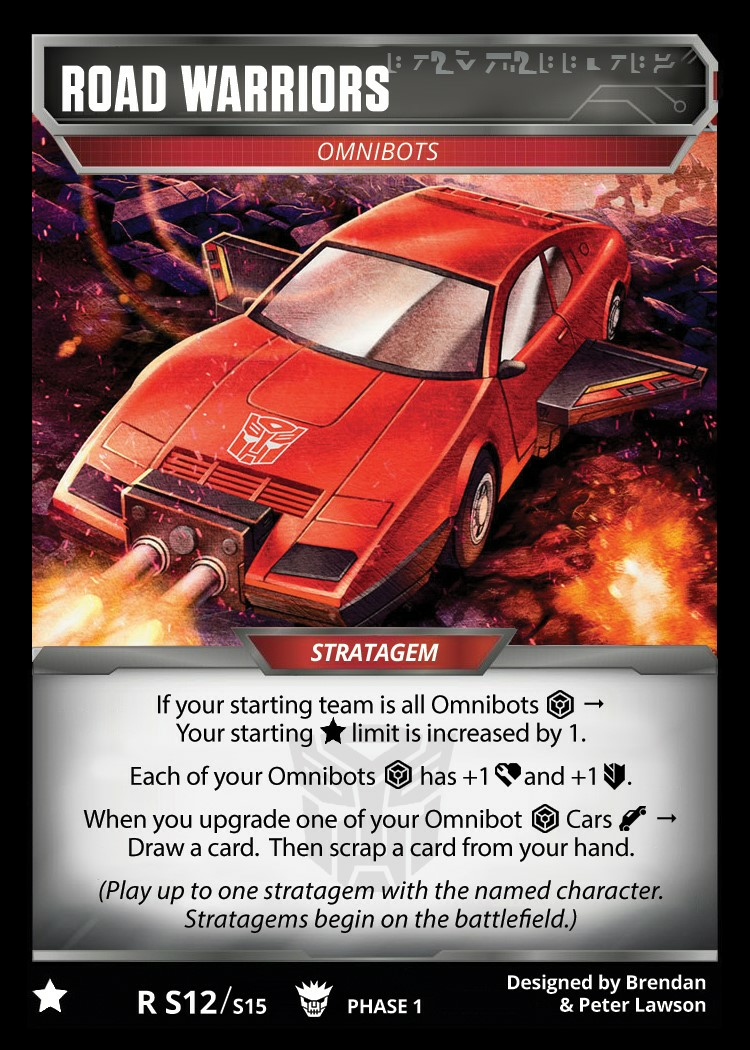 ROAD WARRIORS
OMNIBOTS
STRATAGEM
If your starting team is all Omnibots →
Your starting ★ limit is increased by 1.
Each of your Omnibots has +1 and +1 .
When you upgrade one of your Omnibot Cars →
Draw a card. Then scrap a card from your hand.
(Play up to one stratagem with the named character.
Stratagems begin on the battlefield.)
★ R S12/S15 PHASE 1
Designed by Brendan
& Peter Lawson